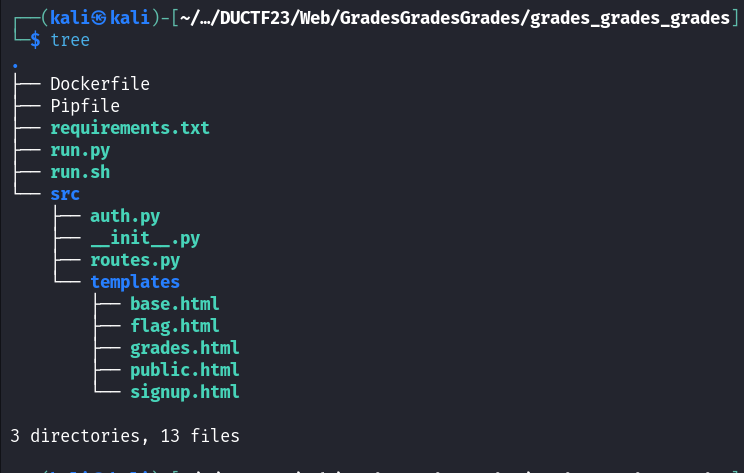 ┌──(kali㉿kali)-[~/…/DUCTF23/Web/GradesGradesGrades/grades_grades_grades]
└─$ tree
.
├── Dockerfile
├── Pipfile
├── requirements.txt
├── run.py
├── run.sh
└── src
    ├── auth.py
    ├── __init__.py
    ├── routes.py
    └── templates
        ├── base.html
        ├── flag.html
        ├── grades.html
        ├── public.html
        └── signup.html
3 directories, 13 files